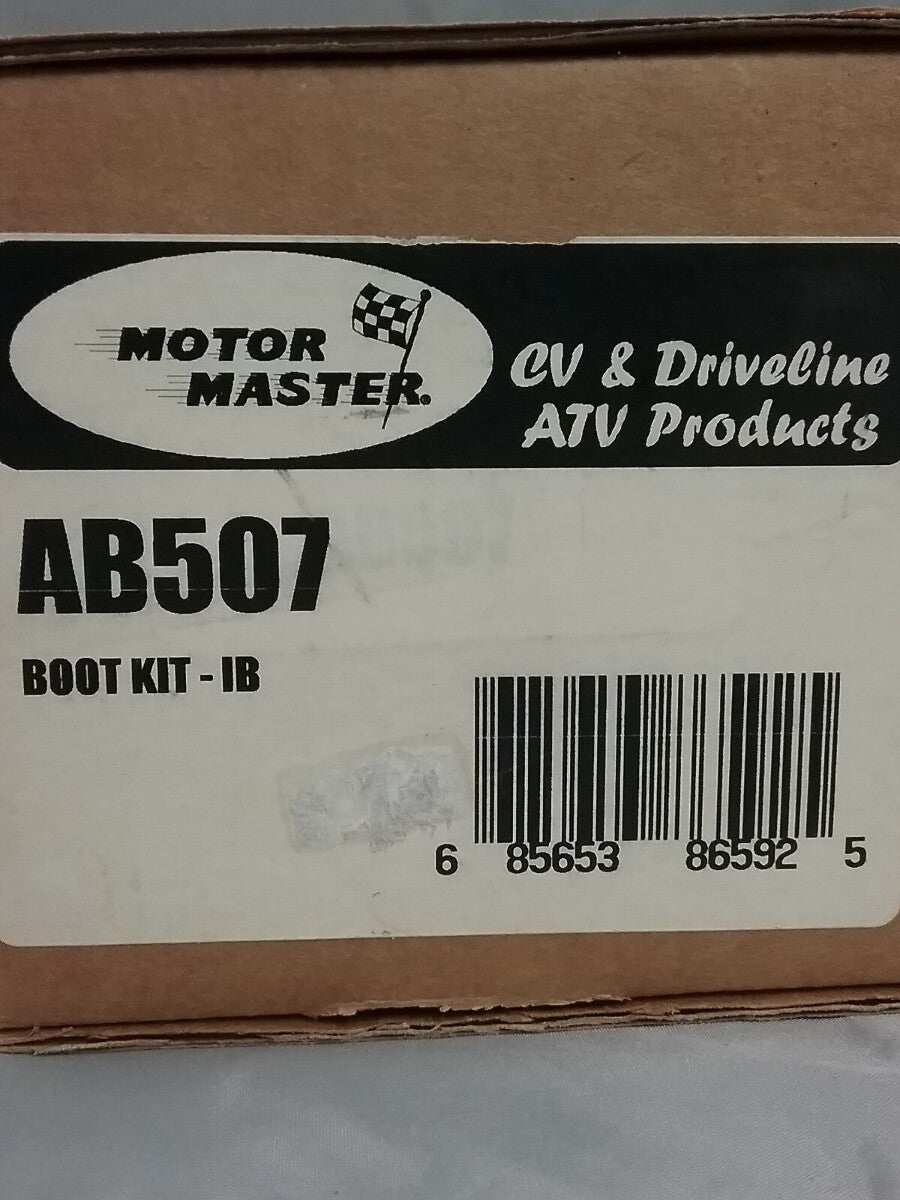 MOTOR
MASTER.
CV & Driveline
ATV Products
AB507
BOOT KIT - IB
6 85653 86592 5